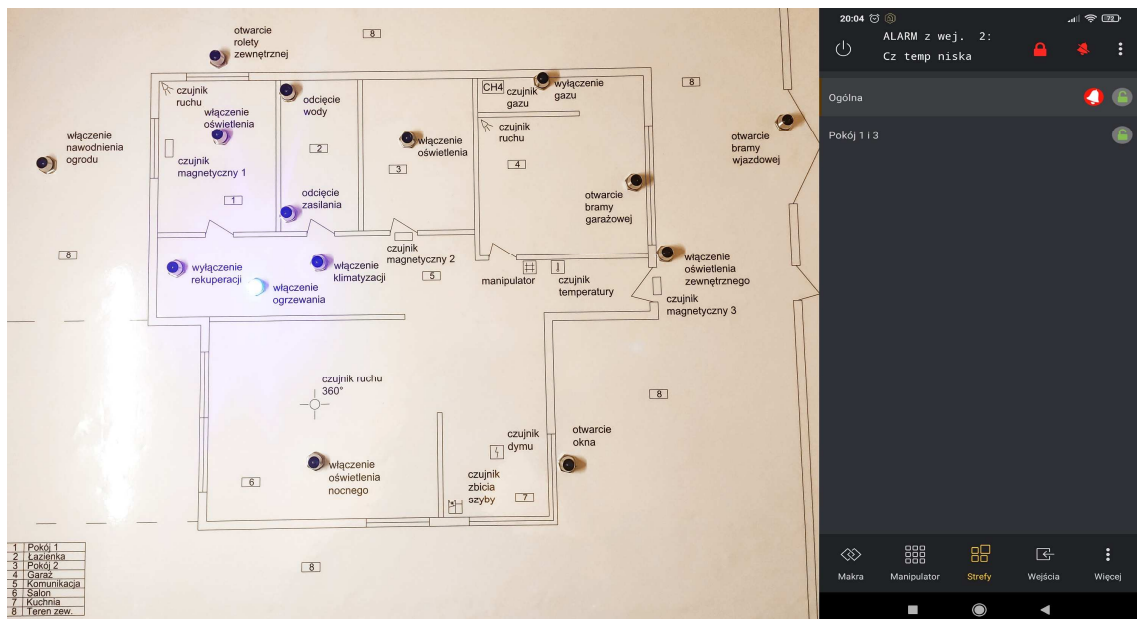 otwarcie
rolety
zewnętrznej
8
czujnik
ruchu
włączenie
oświetlenia
czujnik
magnetyczny 1
1
odcięcie
wody
2
odcięcie
zasilania
włączenie
oświetlenia
3
CH4
czujnik
gazu
wyłączenie
gazu
czujnik
ruchu
4
otwarcie
bramy
garażowej
8
otwarcie
bramy
wjazdowej
włączenie
nawodnienia
ogrodu
8
wyłączenie
rekuperacji
włączenie
ogrzewania
włączenie
klimatyzacji
czujnik
magnetyczny 2
5
manipulator
czujnik
temperatury
włączenie
oświetlenia
zewnętrznego
czujnik
magnetyczny 3
czujnik ruchu
360°
włączenie
oświetlenia
nocnego
6
czujnik
dymu
czujnik
zbicia
szyby
7
otwarcie
okna
8
8
1 Pokój 1
2 Łazienka
3 Pokój 2
4 Garaż
5 Komunikacja
6 Salon
7 Kuchnia
8 Teren zew.
20:04
72
ALARM z wej. 2:
Cz temp niska
Ogólna
Pokój 1 i 3
Makra
Manipulator
Strefy
Wejścia
Więcej